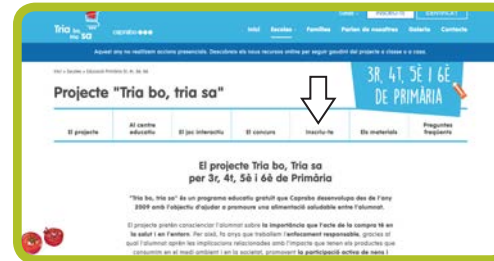 INSCRIU-TE
CERTIFICAT
Tria bo,
tria sa
caprabo
Inici Escoles Famílies Parlen de nosaltres Galeria Contacte
Aquest any no realitzem accions presencials. Descobreix els nous recursos online per seguir gaudint del projecte a classe o a casa.
3R, 4T, 5È I 6È
DE PRIMÀRIA
Projecte "Tria bo, tria sa"
El projecte
Al centre
educatiu
El joc interactiu
El concurs
Inscriu-te
Els materials
Preguntes
freqüents
El projecte Tria bo, Tria sa
per 3r, 4t, 5è i 6è de Primària
"Tria bo, tria sa" és un programa educatiu gratuït que Caprabo desenvolupa des de l'any
2009 amb l'objectiu d'ajudar a promoure una alimentació saludable entre l'alumnat.
El projecte pretén conscienciar l'alumnat sobre la importància que l'acte de la compra té en
la salut i en l'entorn. Per això, fa anys que treballem l'enfocament responsable, gràcies al
qual l'alumnat aprèn les implicacions relacionades amb l'impacte que tenen els productes que
consumim en el medi ambient i en la societat, promovent la participació activa de nens i